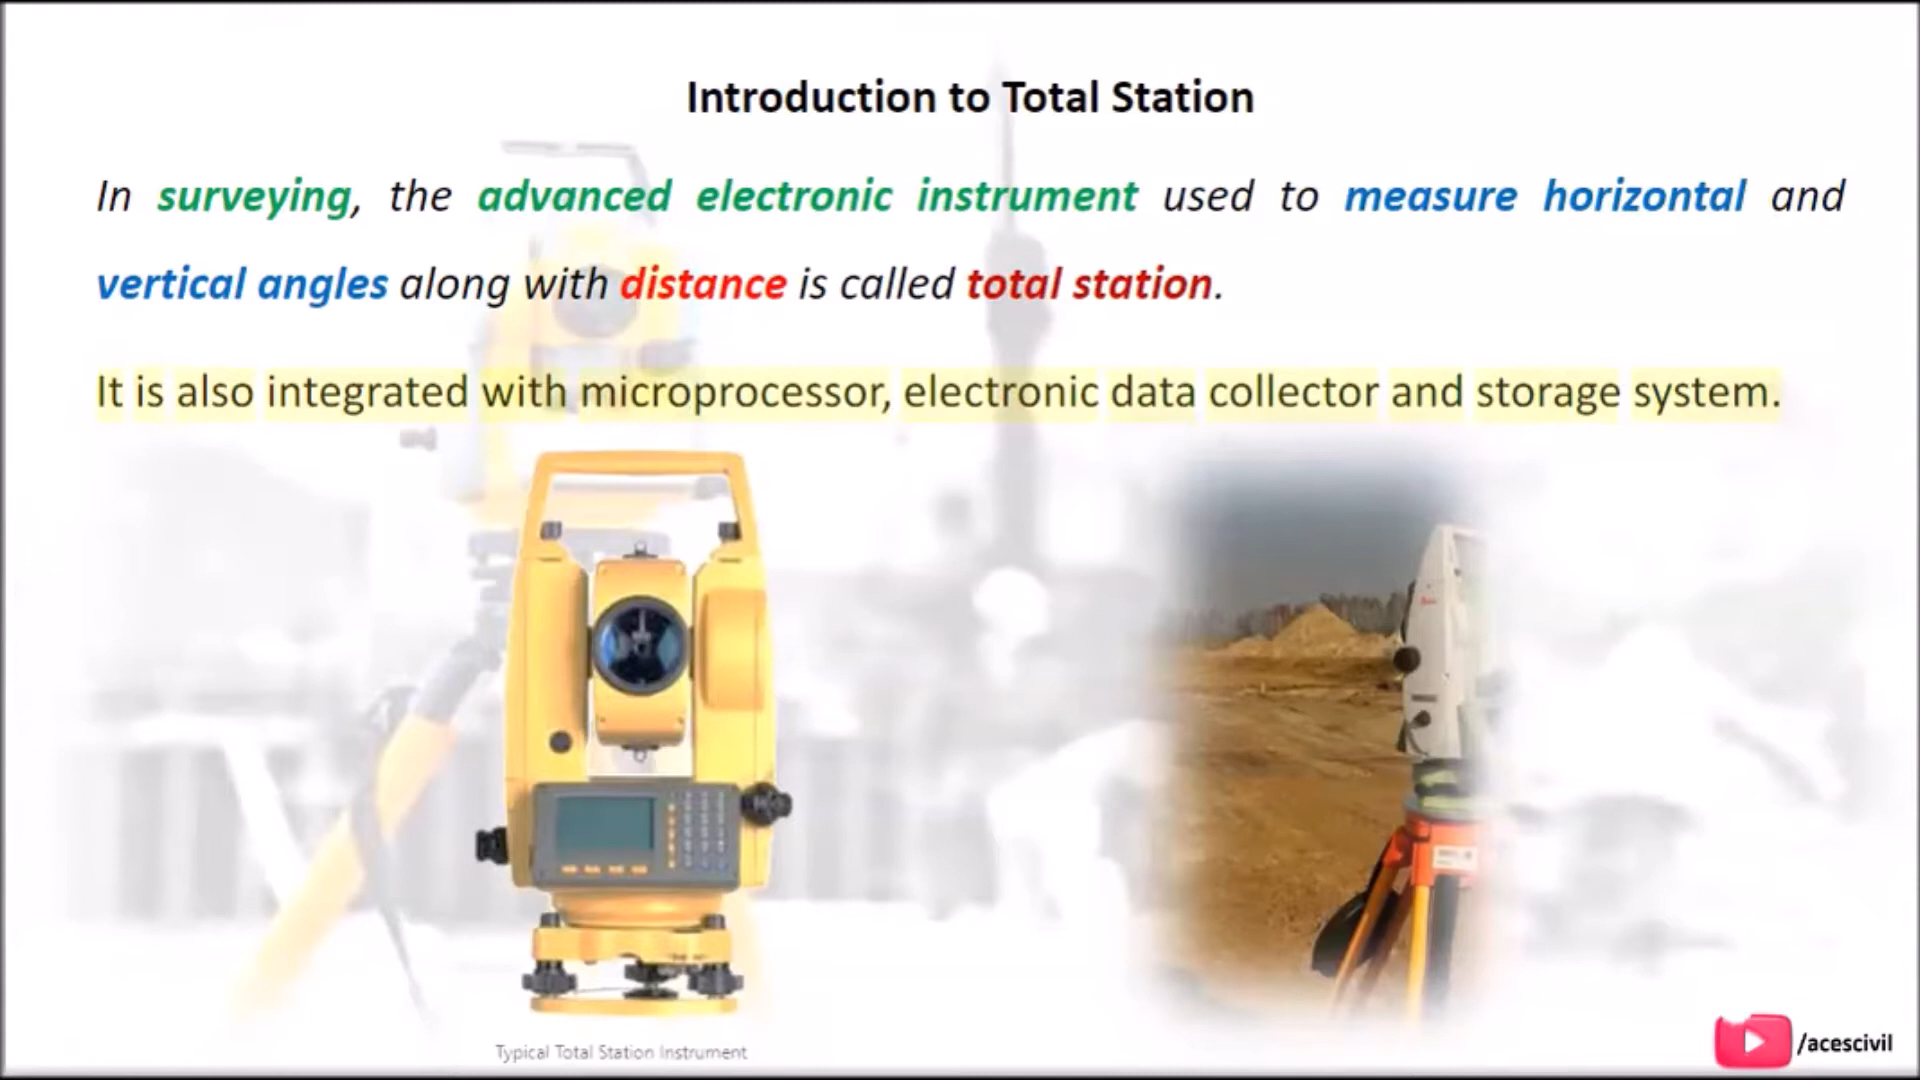 Introduction to Total Station
In surveying, the advanced electronic instrument used to measure horizontal and
vertical angles along with distance is called total station.
It is also integrated with microprocessor, electronic data collector and storage system.
Typical Total Station Instrument
/acescivil